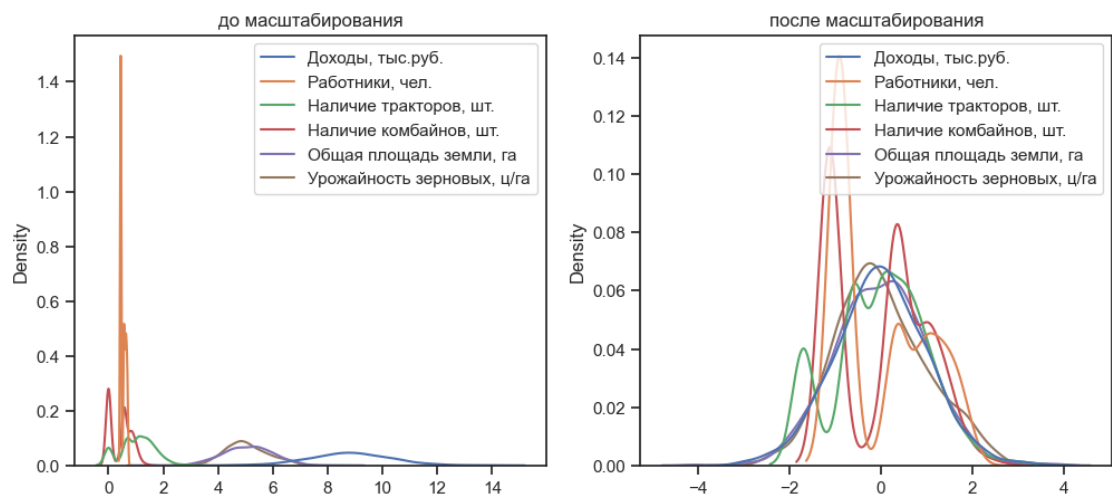 до масштабирования
Density
1.4
1.2
1.0
0.8
0.6
0.4
0.2
0.0
0 2 4 6 8 10 12 14
Доходы, тыс.руб.
Работники, чел.
Наличие тракторов, шт.
Наличие комбайнов, шт.
Общая площадь земли, га
Урожайность зерновых, ц/га
после масштабирования
Density
0.14
0.12
0.10
0.08
0.06
0.04
0.02
0.00
−4 −2 0 2 4
Доходы, тыс.руб.
Работники, чел.
Наличие тракторов, шт.
Наличие комбайнов, шт.
Общая площадь земли, га
Урожайность зерновых, ц/га